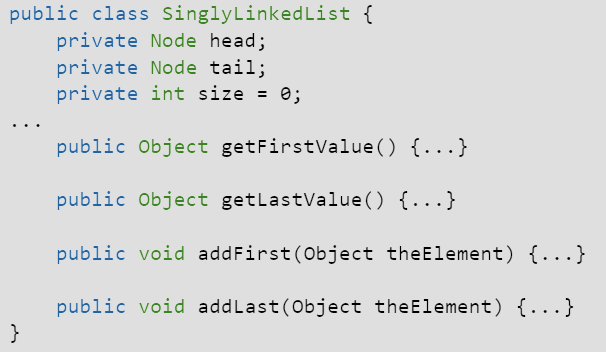 public class SinglyLinkedList {
    private Node head;
    private Node tail;
    private int size = 0;
...
    public Object getFirstValue() {...}
    public Object getLastValue() {...}
    public void addFirst(Object theElement) {...}
    public void addLast(Object theElement) {...}
}